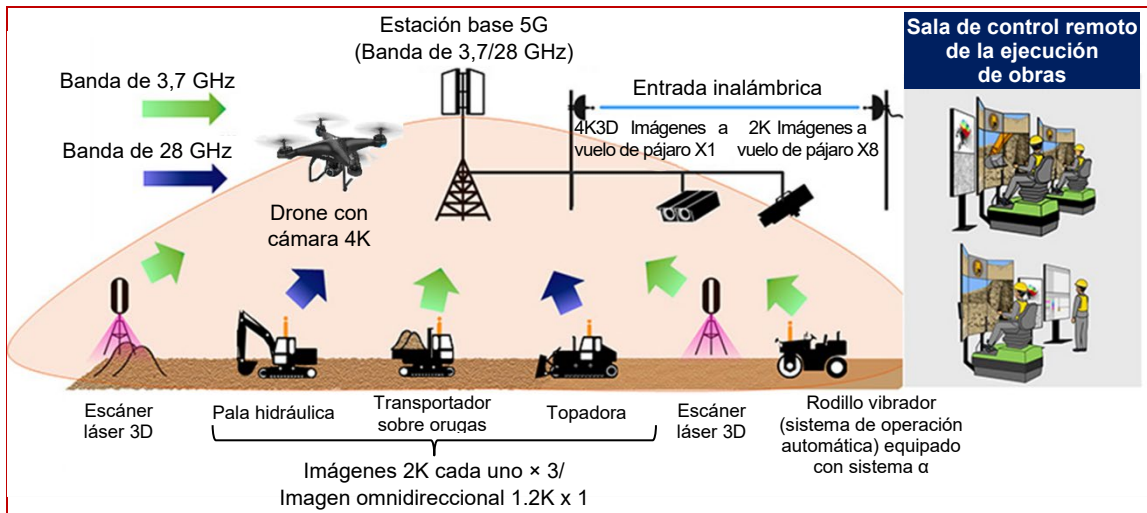 Estación base 5G
(Banda de 3,7/28 GHz)
Sala de control remoto
de la ejecución
de obras
Banda de 3,7 GHz
Banda de 28 GHz
Entrada inalámbrica
4K3D Imágenes a
vuelo de pájaro X1
2K Imágenes a
vuelo de pájaro X8
Drone con
cámara 4K
Escáner
láser 3D
Pala hidráulica
Transportador
sobre orugas
Topadora
Escáner
láser 3D
Rodillo vibrador
(sistema de operación
automática) equipado
con sistema α
Imágenes 2K cada uno × 3/
Imagen omnidireccional 1.2K x 1